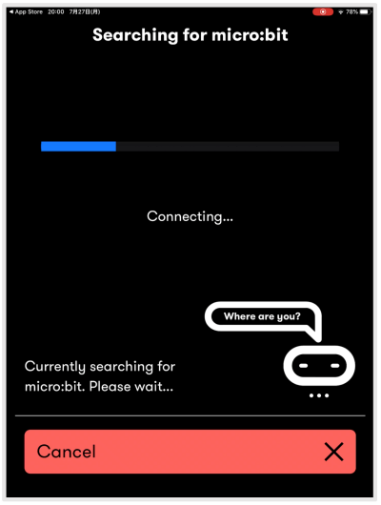 ◀App Store 20:00 7月27日(月)
78%
Searching for micro:bit
Connecting...
Where are you?
Currently searching for
micro:bit. Please wait...
Cancel